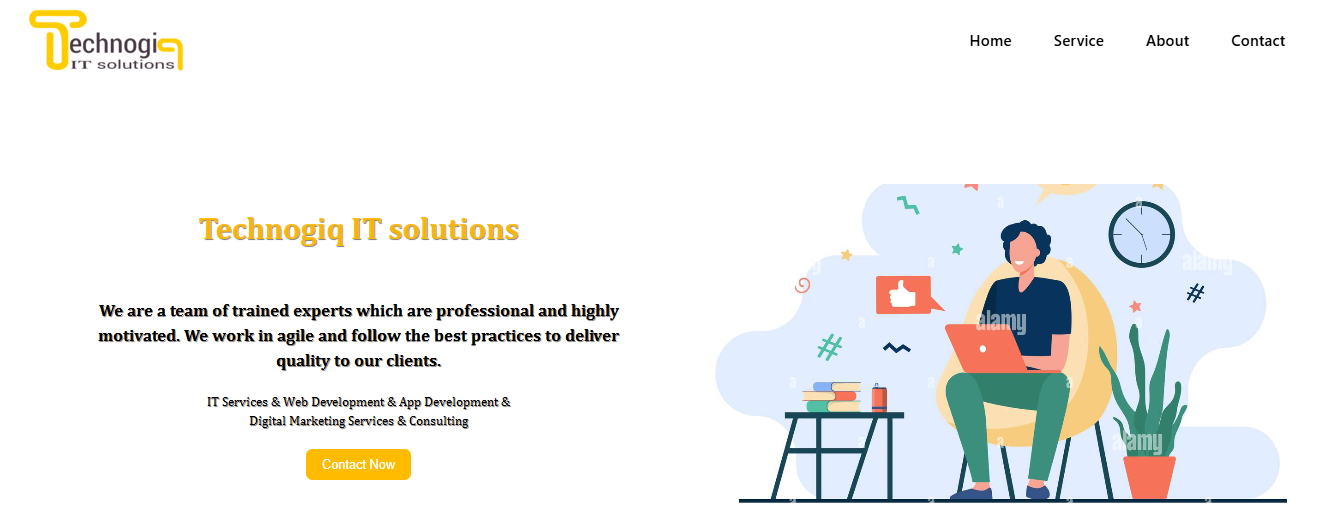 Technogiq
IT solutions
Home Service About Contact
Technogiq IT solutions
We are a team of trained experts which are professional and highly
motivated. We work in agile and follow the best practices to deliver
quality to our clients.
IT Services & Web Development & App Development &
Digital Marketing Services & Consulting
Contact Now
#
#
alamy
alamy
alamy
a
a
a
a
a
a
a
a
a